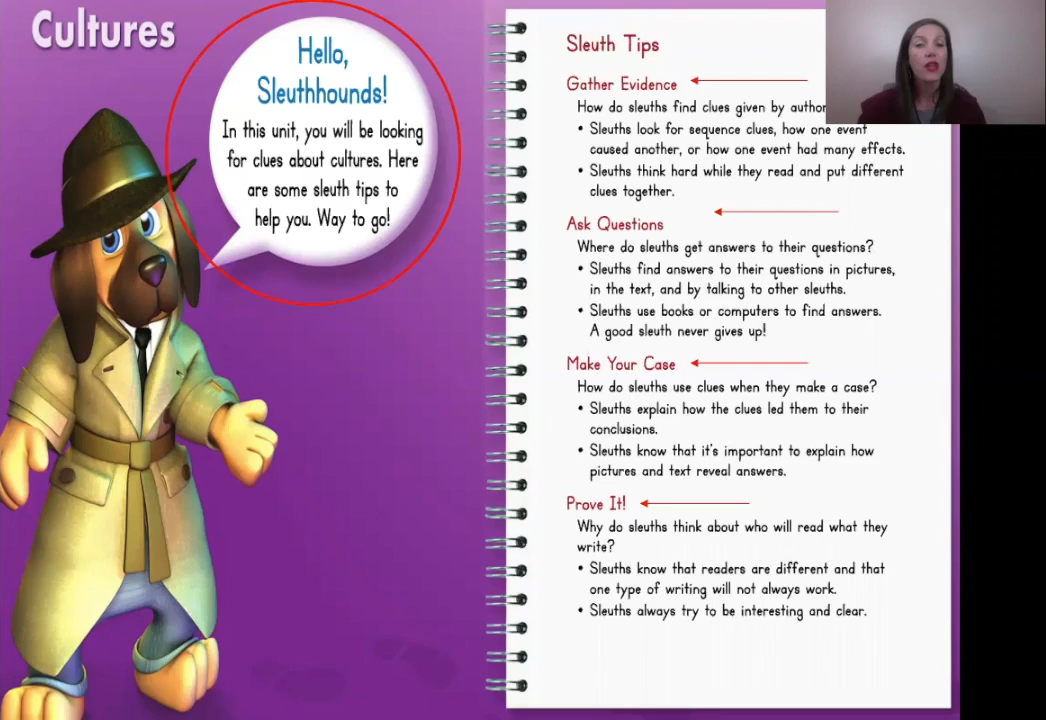 Cultures
Hello,
Sleuthhounds!
In this unit, you will be looking
for clues about cultures. Here
are some sleuth tips to
help you. Way to go!
Sleuth Tips
Gather Evidence
How do sleuths find clues given by
• Sleuths look for sequence clues, how one event
caused another, or how one event had many effects.
• Sleuths think hard while they read and put different
clues together.
Ask Questions
Where do sleuths get answers to their questions?
• Sleuths find answers to their questions in pictures,
in the text, and by talking to other sleuths.
• Sleuths use books or computers to find answers.
A good sleuth never gives up!
Make Your Case
How do sleuths use clues when they make a case?
• Sleuths explain how the clues led them to their
conclusions.
• Sleuths know that it's important to explain how
pictures and text reveal answers.
Prove It!
Why do sleuths think about who will read what they
write?
• Sleuths know that readers are different and that
one type of writing will not always work.
• Sleuths always try to be interesting and clear.